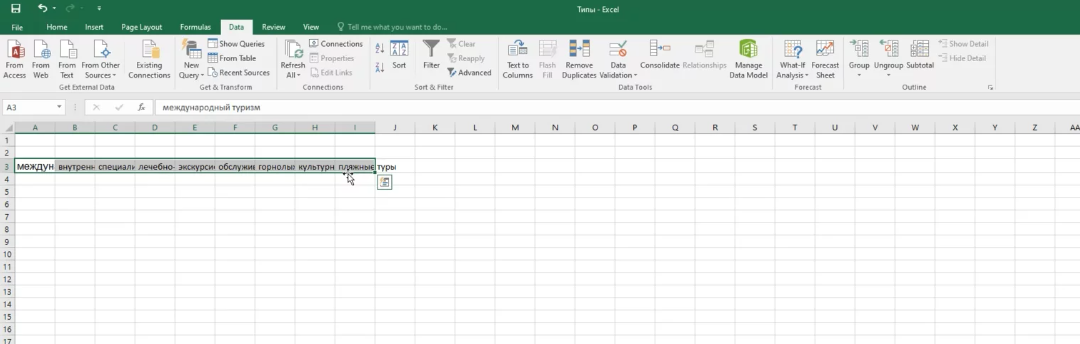 Типы - Excel
File Home Insert Page Layout Formulas Data Review View Tell me what you want to do...
From Access From Web From Text From Other Sources Existing Connections New Query Show Queries From Table Recent Sources Refresh All Connections Properties Edit Links Sort Filter Clear Reapply Advanced Text to Columns Flash Fill Remove Duplicates Data Validation Consolidate Relationships Manage Data Model What-If Analysis Forecast Sheet Group Ungroup Subtotal Show Detail Hide Detail
Get External Data Get & Transform Connections Sort & Filter Data Tools Forecast Outline
A3 fx международный туризм
A B C D E F G H I J K L M N O P Q R S T U V W X Y Z AA
1
2
3 междун внутрен специали лечебно- экскурси обслужив горнолыж культурн пляжные туры
4
5
6
7
8
9
10
11
12
13
14
15
16
17